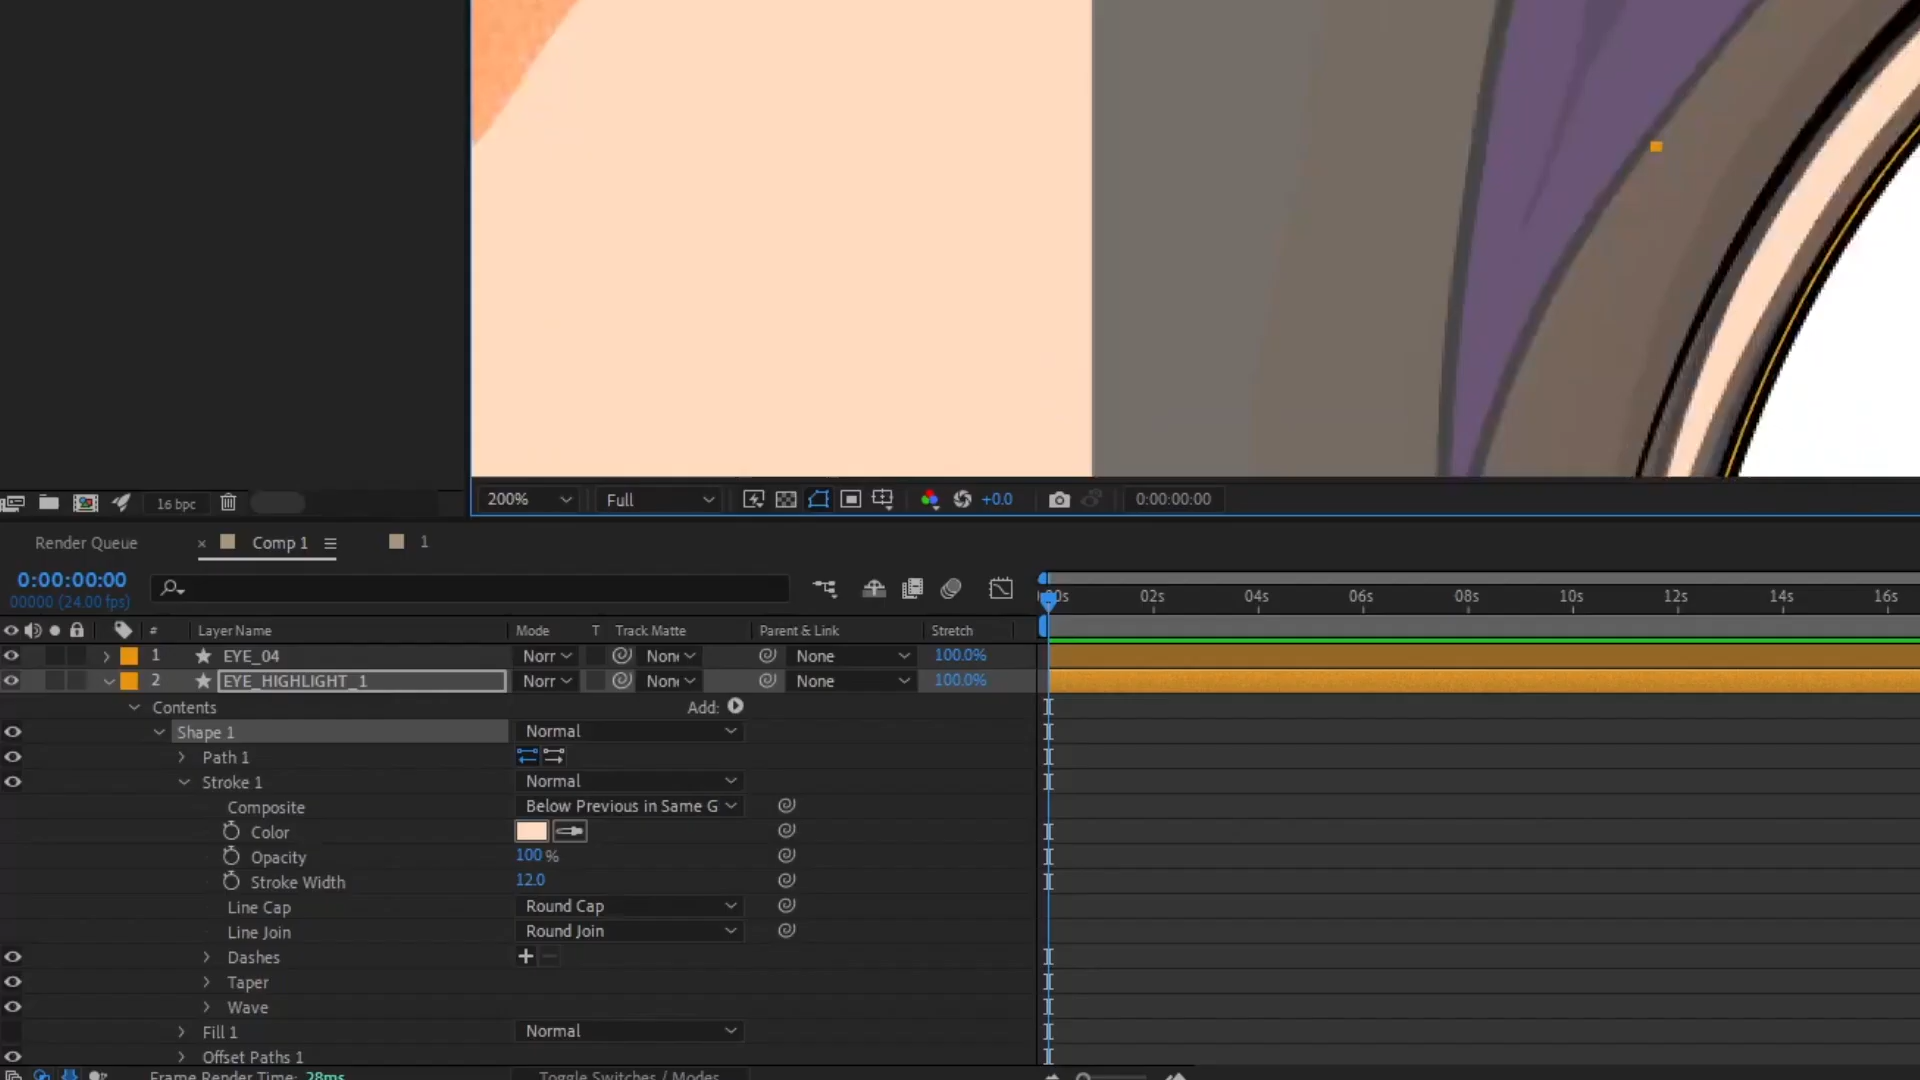 200%
Full
+0.0
0:00:00:00
16 bpc
Render Queue
× Comp 1
1
0:00:00:00
00000 (24.00 fps)
00s 02s 04s 06s 08s 10s 12s 14s 16s
# Layer Name Mode T Track Matte Parent & Link Stretch
1 EYE_04 Norr None None 100.0%
2 EYE_HIGHLIGHT_1 Norr None None 100.0%
Contents Add:
Shape 1 Normal
Path 1
Stroke 1 Normal
Composite Below Previous in Same G
Color
Opacity 100 %
Stroke Width 12.0
Line Cap Round Cap
Line Join Round Join
Dashes
Taper
Wave
Fill 1 Normal
Offset Paths 1
Frame Render Time: 28ms Toggle Switches / Modes